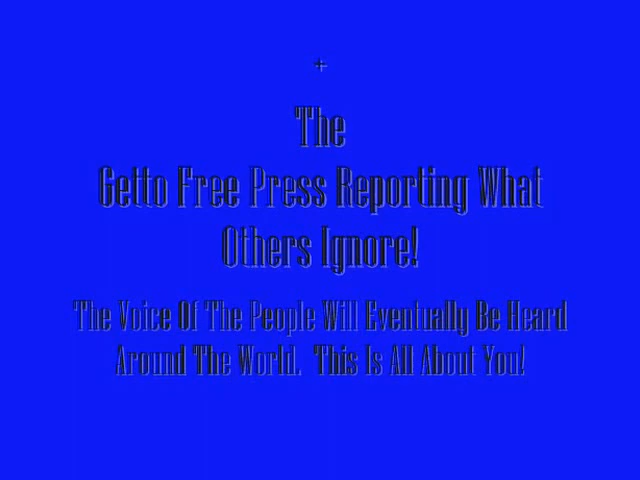 +
The
Getto Free Press Reporting What
Others Ignore!
The Voice Of The People Will Eventually Be Heard
Around The World. This Is All About You!